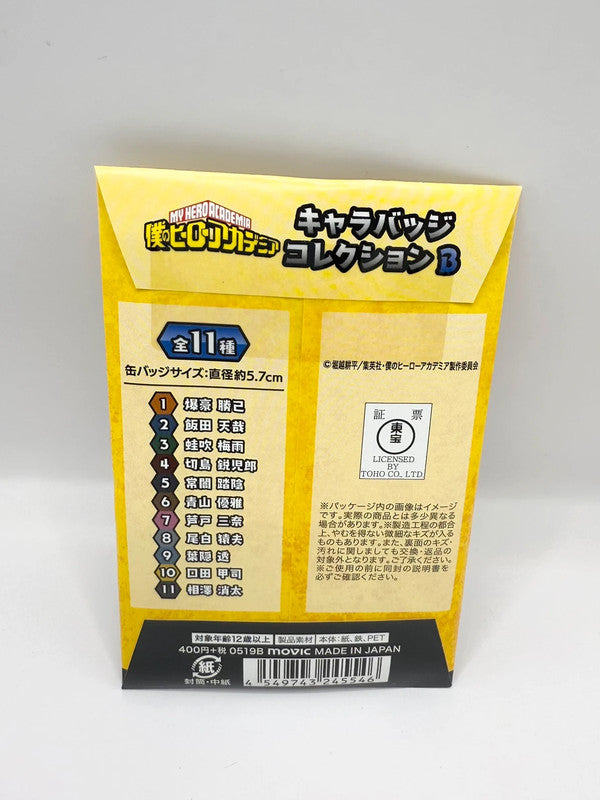 MY HERO ACADEMIA
僕のヒーローアカデミア
キャラバッジ
コレクション B
全11種
缶バッジサイズ:直径約5.7cm
1 爆豪 勝己
2 飯田 天哉
3 蛙吹 梅雨
4 切島 鋭児郎
5 常闇 踏陰
6 青山 優雅
7 芦戸 三奈
8 尾白 猿夫
9 葉隠 透
10 口田 甲司
11 相澤 消太
©堀越耕平/集英社・僕のヒーローアカデミア製作委員会
証 票
東宝
LICENSED
BY
TOHO CO., LTD.
※パッケージ内の画像はイメージ
です。実際の商品とは多少異なる
場合があります。※製造工程の都合
上、やむを得ない微細なキズが入る
ものもあります。また、裏面のキズ・
汚れに関しましても交換・返品の
対象外となります。ご了承ください。
※ご使用の前に同封の説明書を
必ずご確認ください。
対象年齢12歳以上 製品素材 本体:紙、鉄、PET
400円+税 0519B movic MADE IN JAPAN
紙
封筒・中紙
4 549743 245546